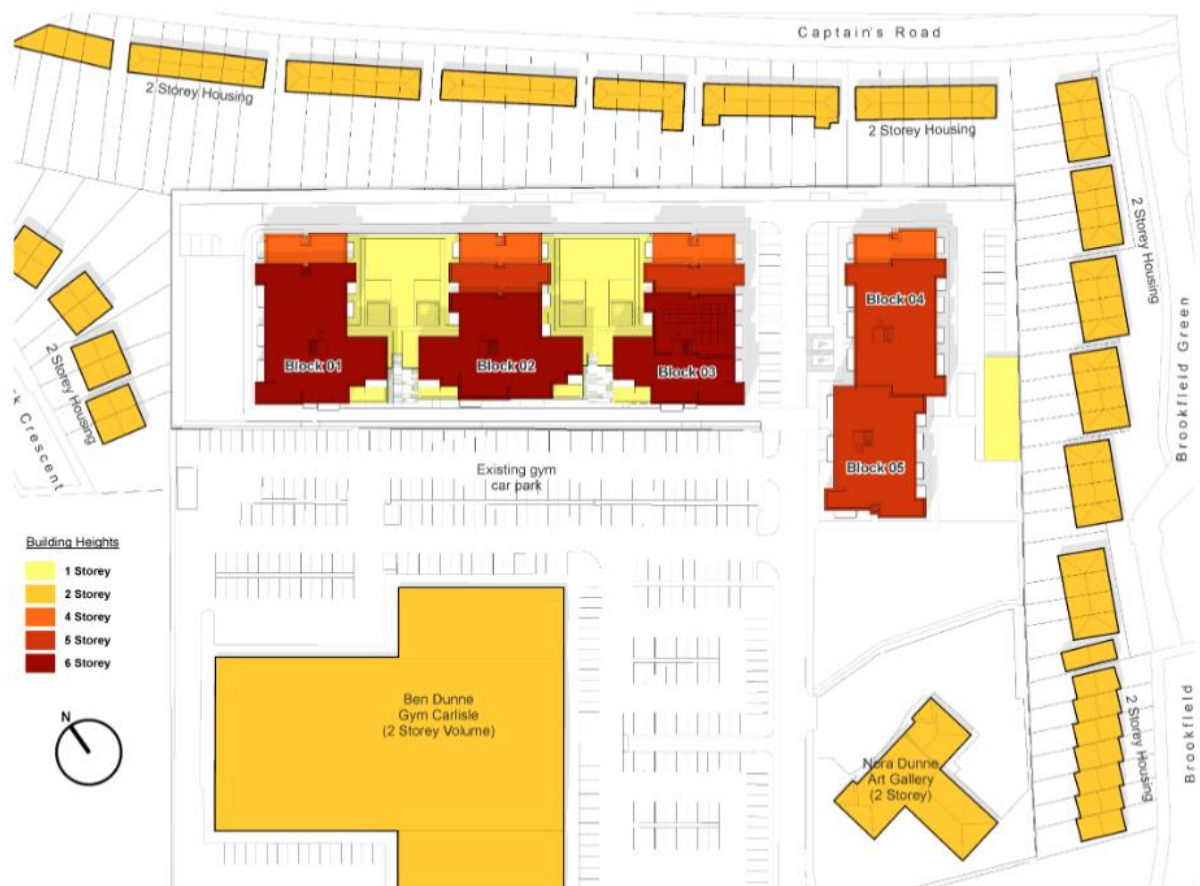 Captain's Road
2 Storey Housing
2 Storey Housing
2 Storey Housing
2 Storey Housing
Brookfield Green
Block 01
Block 02
Block 03
Block 04
Block 05
k Crescent
Existing gym
car park
Building Heights
1 Storey
2 Storey
4 Storey
5 Storey
6 Storey
N
Ben Dunne
Gym Carlisle
(2 Storey Volume)
Nora Dunne
Art Gallery
(2 Storey)
2 Storey Housing
Brookfield